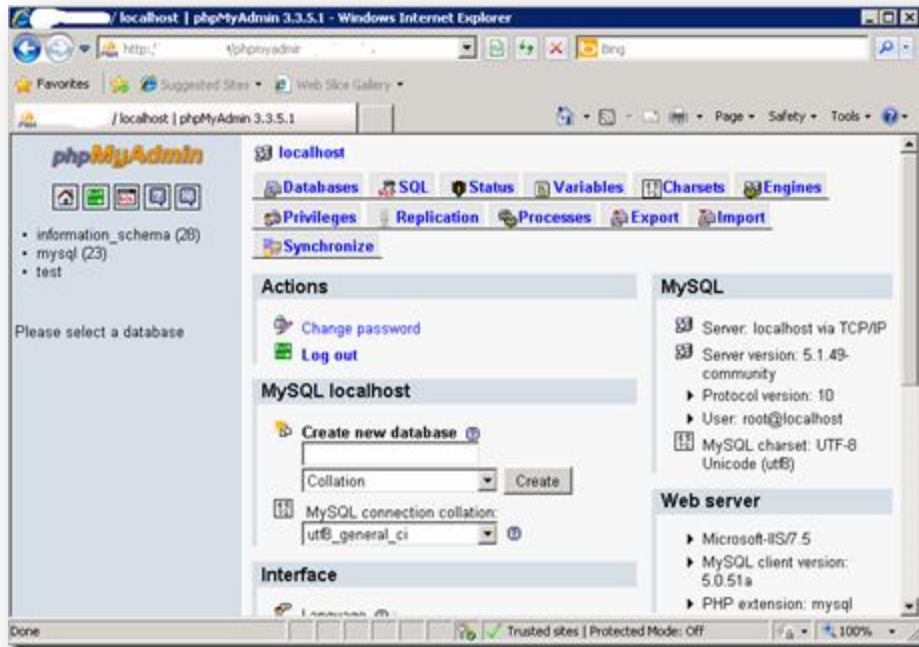 / localhost | phpMyAdmin 3.3.5.1 - Windows Internet Explorer
http:/
Bing
Favorites Suggested Sites Web Slice Gallery
/ localhost | phpMyAdmin 3.3.5.1
Page Safety Tools
phpMyAdmin
information_schema (28)
mysql (23)
test
Please select a database
localhost
Databases SQL Status Variables Charsets Engines
Privileges Replication Processes Export Import
Synchronize
Actions
Change password
Log out
MySQL localhost
Create new database
Collation Create
MySQL connection collation:
utf8_general_ci
Interface
Language
MySQL
Server: localhost via TCP/IP
Server version: 5.1.49-
community
Protocol version: 10
User: root@localhost
MySQL charset: UTF-8
Unicode (utf8)
Web server
Microsoft-IIS/7.5
MySQL client version:
5.0.51a
PHP extension: mysql
Done
Trusted sites | Protected Mode: Off
100%